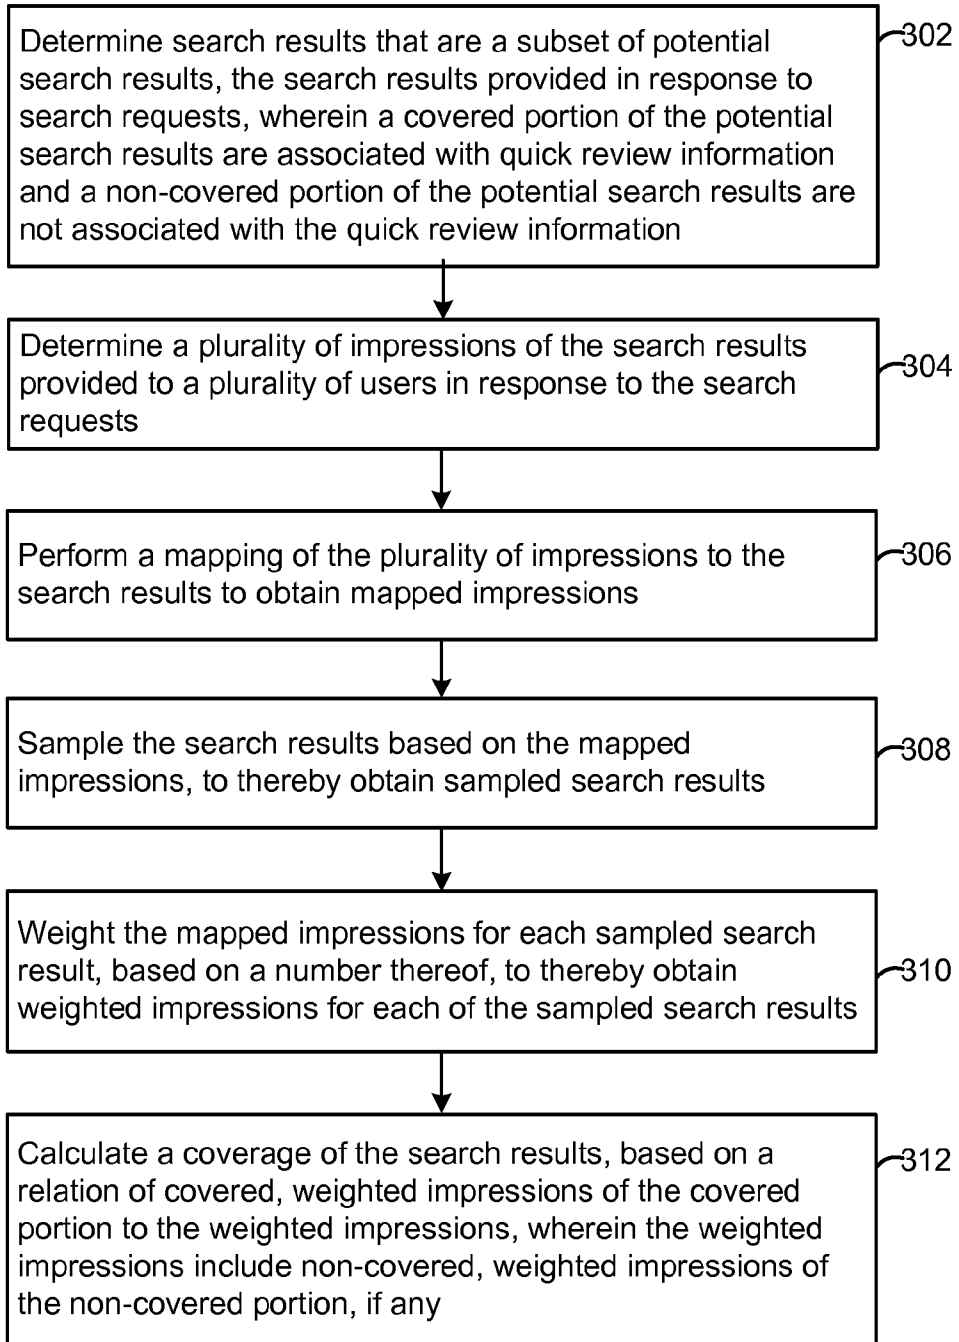 Determine search results that are a subset of potential
search results, the search results provided in response to
search requests, wherein a covered portion of the potential
search results are associated with quick review information
and a non-covered portion of the potential search results are
not associated with the quick review information
302
Determine a plurality of impressions of the search results
provided to a plurality of users in response to the search
requests
304
Perform a mapping of the plurality of impressions to the
search results to obtain mapped impressions
306
Sample the search results based on the mapped
impressions, to thereby obtain sampled search results
308
Weight the mapped impressions for each sampled search
result, based on a number thereof, to thereby obtain
weighted impressions for each of the sampled search results
310
Calculate a coverage of the search results, based on a
relation of covered, weighted impressions of the covered
portion to the weighted impressions, wherein the weighted
impressions include non-covered, weighted impressions of
the non-covered portion, if any
312